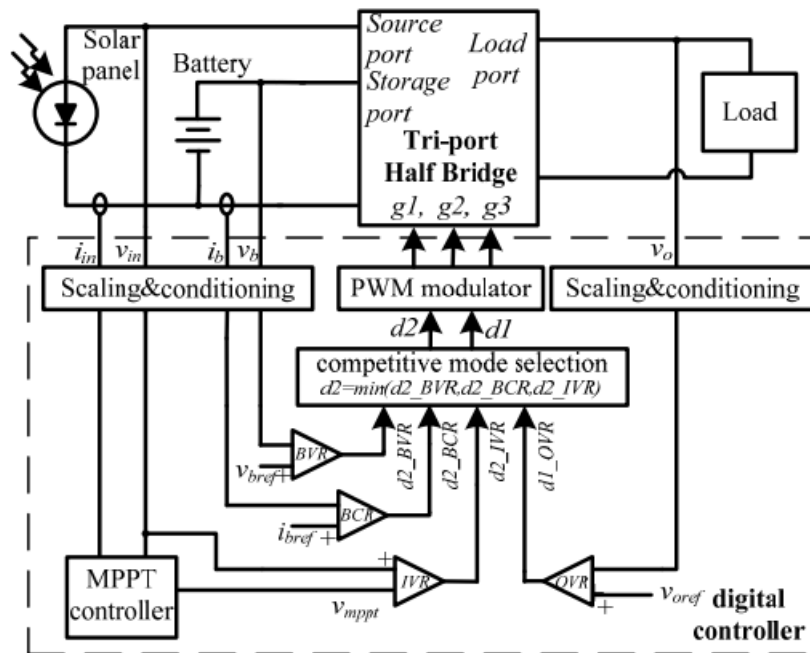 Solar
panel
Battery
Source
port
Storage
port
Load
port
Tri-port
Half Bridge
g1, g2, g3
Load
i_in
v_in
i_b
v_b
v_o
Scaling&conditioning
PWM modulator
Scaling&conditioning
d2
d1
competitive mode selection
d2=min(d2_BVR,d2_BCR,d2_IVR)
d2_BVR
d2_BCR
d2_IVR
d1_OVR
BVR
v_bref+
BCR
i_bref +
+
IVR
OVR
MPPT
controller
v_mppt
+
v_oref
digital
controller